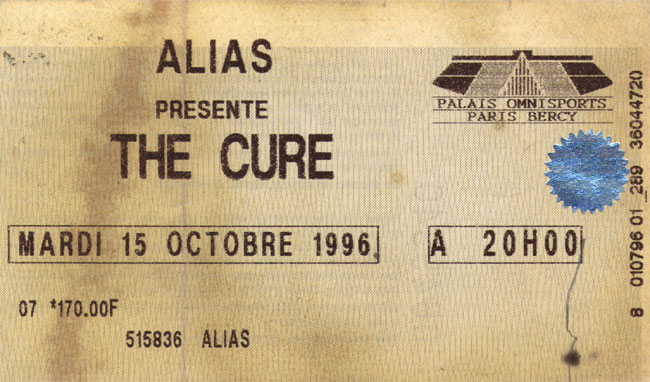 ALIAS
PRESENTE
THE CURE
PALAIS OMNISPORTS
PARIS BERCY
MARDI 15 OCTOBRE 1996 A 20H00
07 *170.00F
515836 ALIAS
8 010796 01 289 36044720